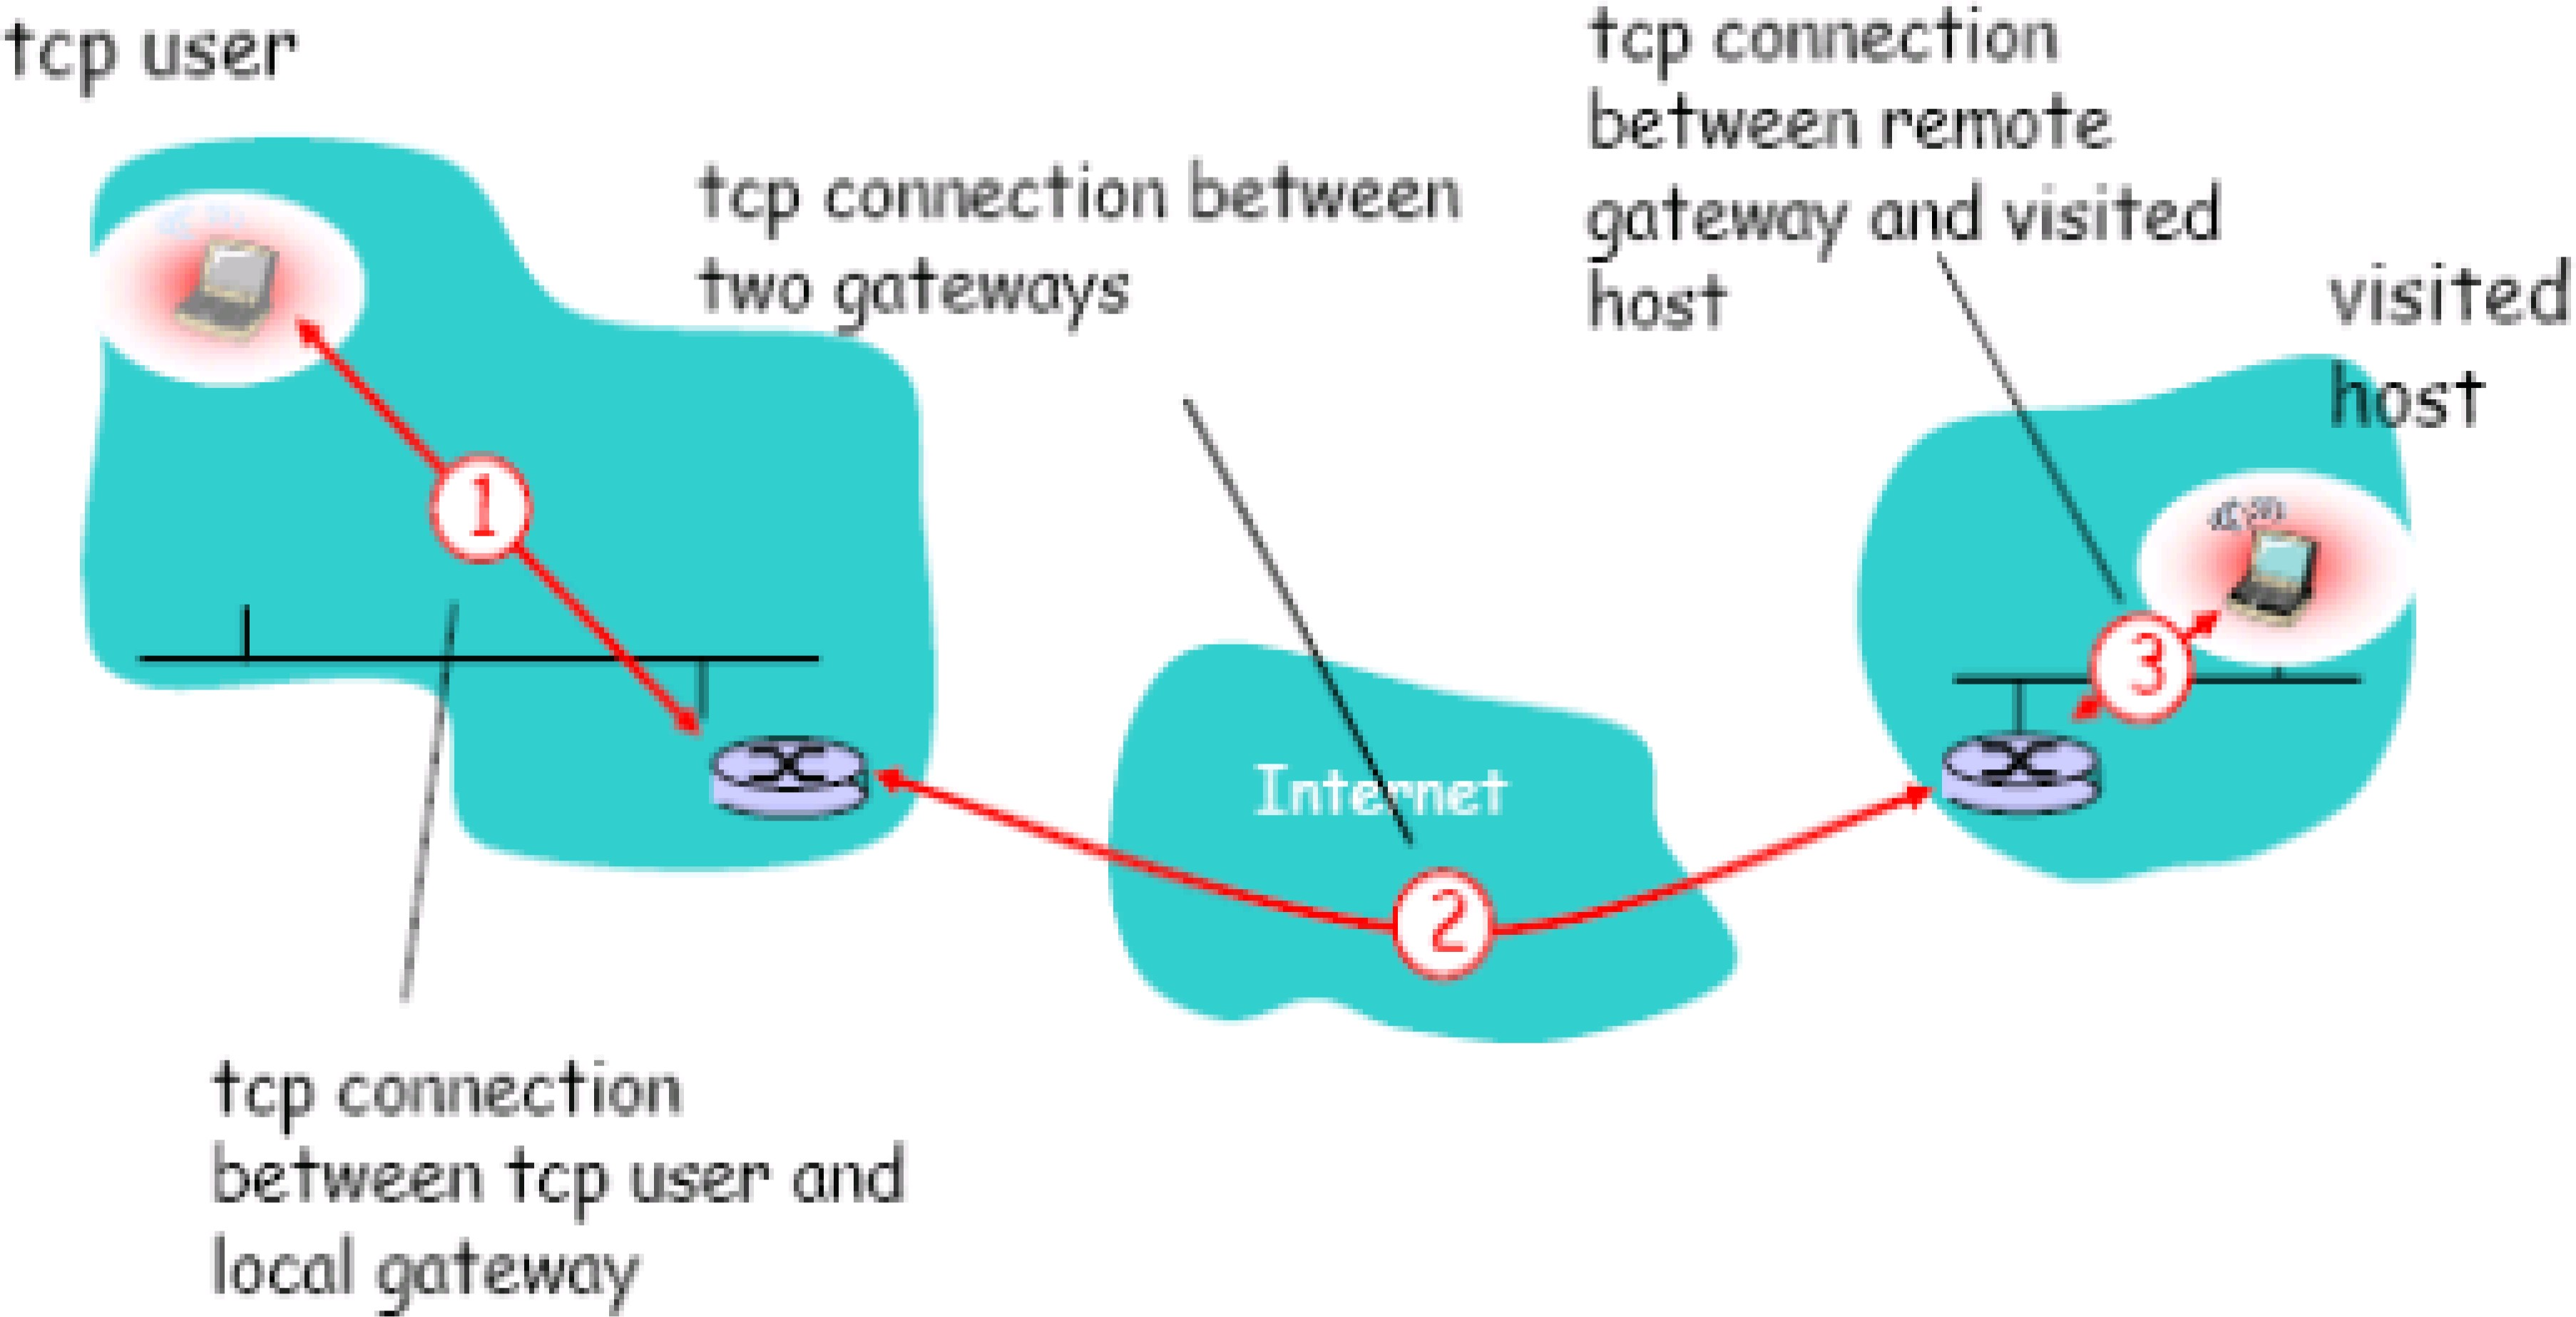 tcp user
tcp connection between
two gateways
tcp connection
between remote
gateway and visited
host
visited
host
1
Internet
2
3
tcp connection
between tcp user and
local gateway